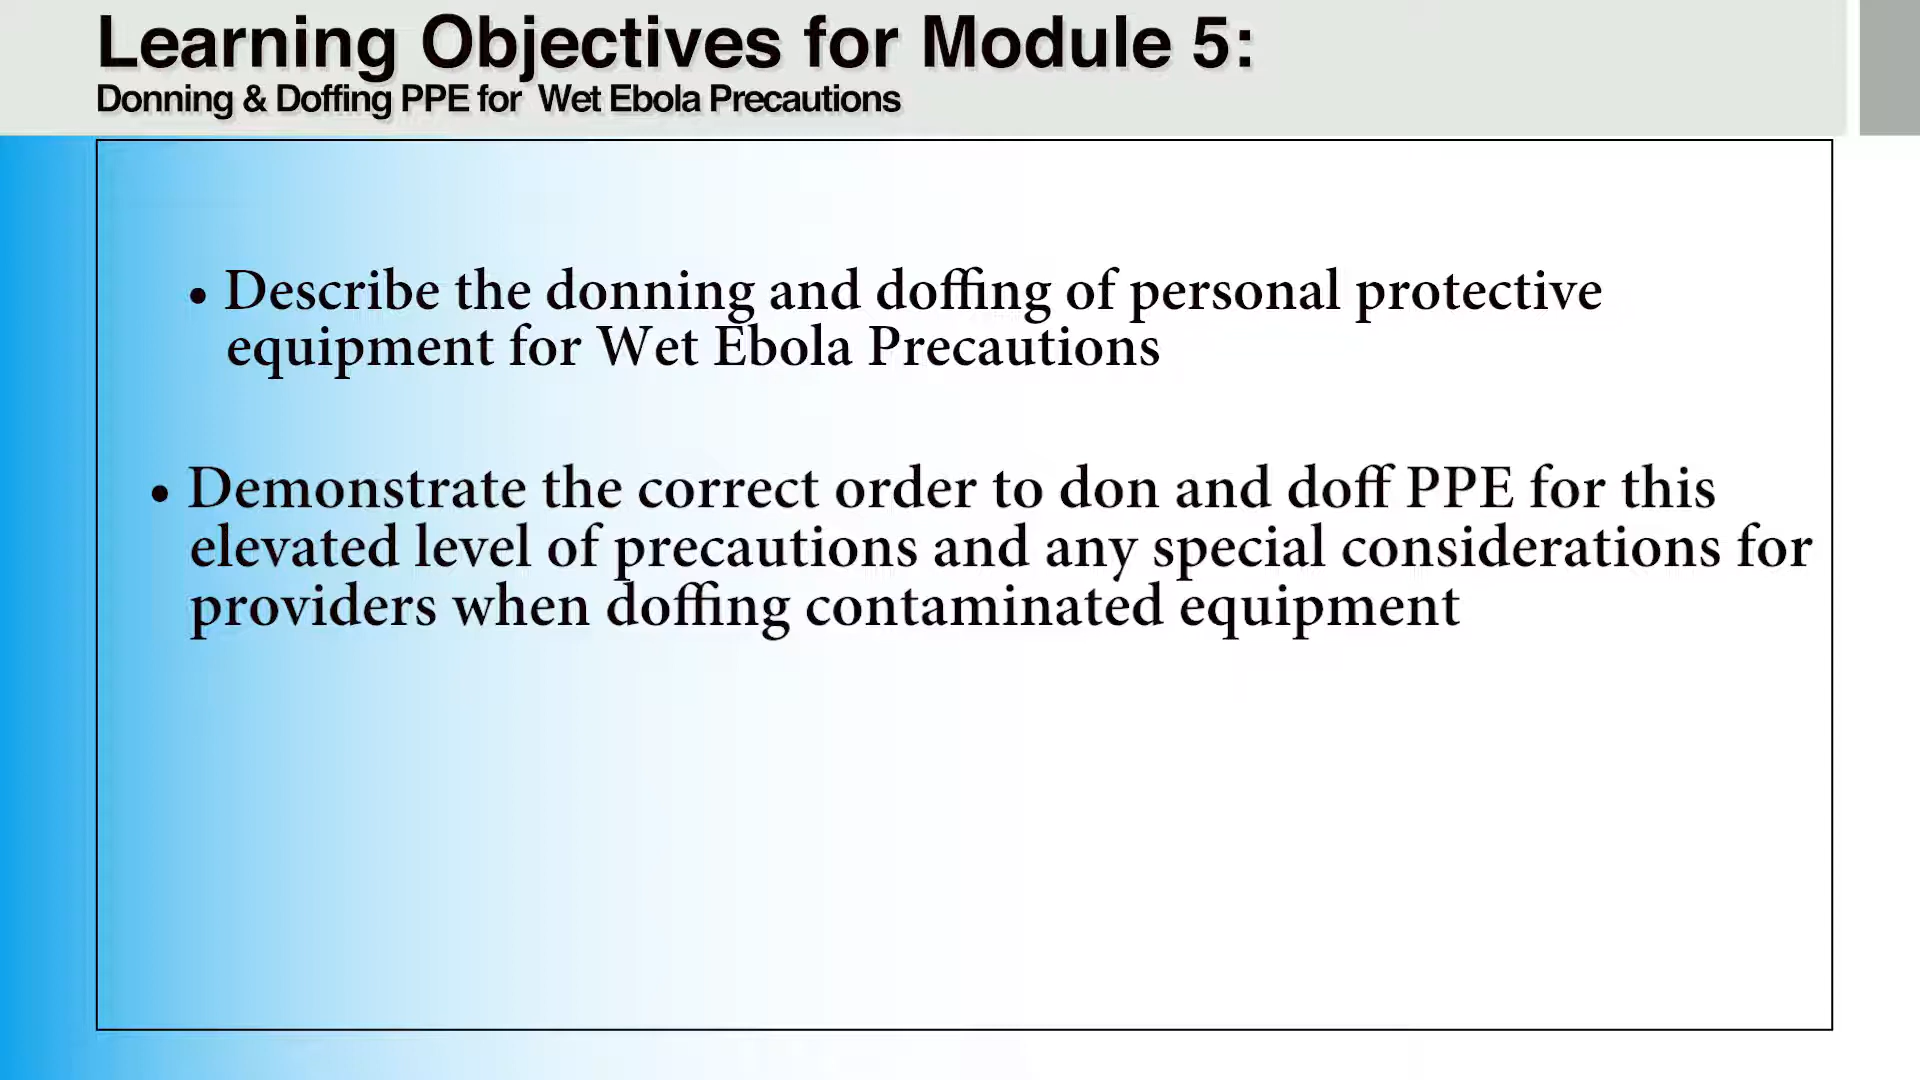 Learning Objectives for Module 5:
Donning & Doffing PPE for Wet Ebola Precautions
• Describe the donning and doffing of personal protective
equipment for Wet Ebola Precautions
• Demonstrate the correct order to don and doff PPE for this
elevated level of precautions and any special considerations for
providers when doffing contaminated equipment